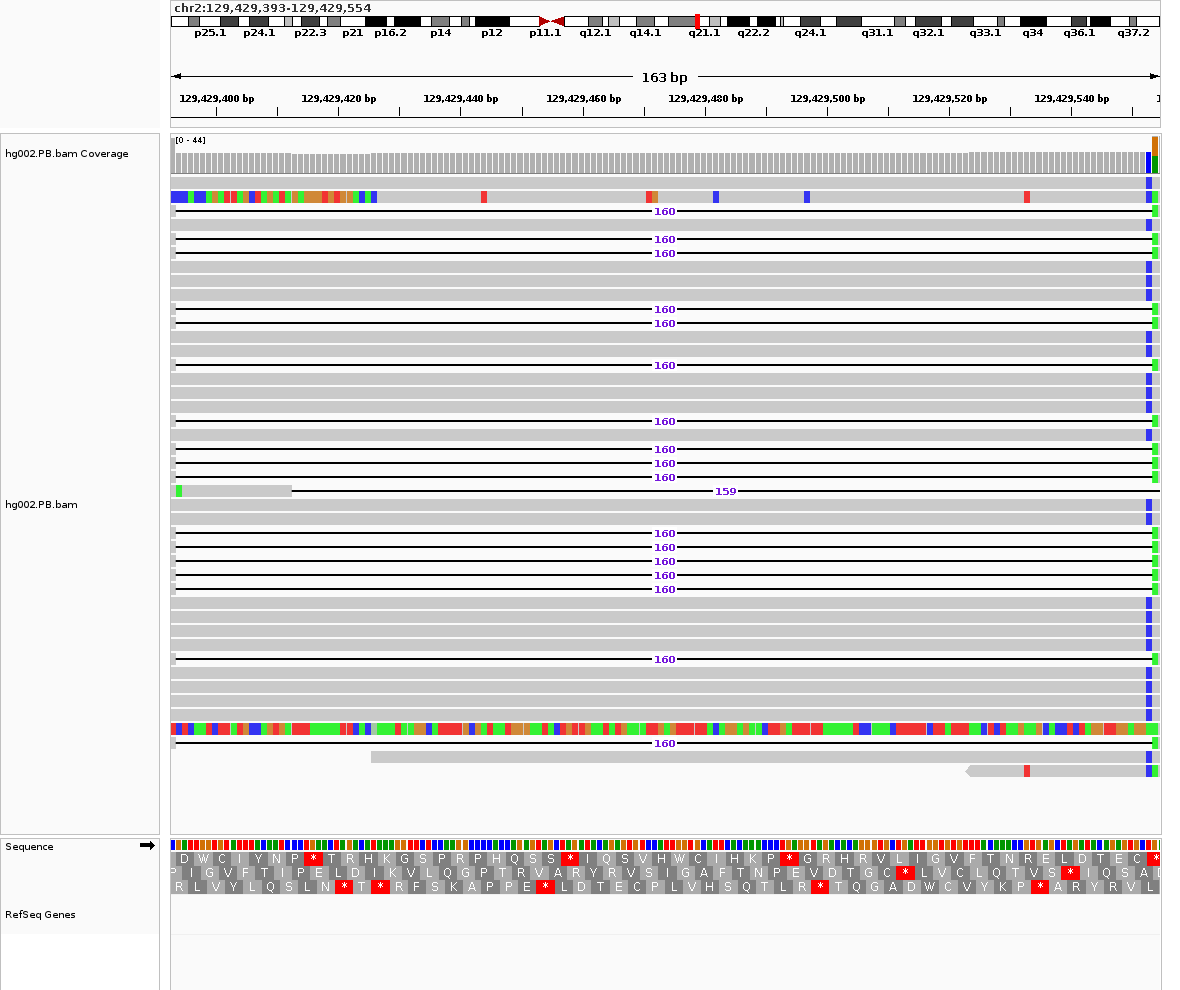 chr2:129,429,393-129,429,554
p25.1 p24.1 p22.3 p21 p16.2 p14 p12 p11.1 q12.1 q14.1 q21.1 q22.2 q24.1 q31.1 q32.1 q33.1 q34 q36.1 q37.2
163 bp
129,429,400 bp 129,429,420 bp 129,429,440 bp 129,429,460 bp 129,429,480 bp 129,429,500 bp 129,429,520 bp 129,429,540 bp 1
[0 - 44]
hg002.PB.bam Coverage
160
160
160
160
160
160
160
160
160
160
159
hg002.PB.bam
160
160
160
160
160
160
160
Sequence
D W C I Y N P * T R H K G S P R P H Q S S * I Q S V H W C I H K P * G R H R V L I G V F T N R E L D T E C *
P I G V F T I P E L D I K V L Q G P T R V A R Y R V S I G A F T N P E V D T G C * L V C L Q T V S * I Q S A D
R L V Y L Q S L N * T * R F S K A P P E * L D T E C P L V H S Q T L R * T Q G A D W C V Y K P * A R Y R V L
RefSeq Genes